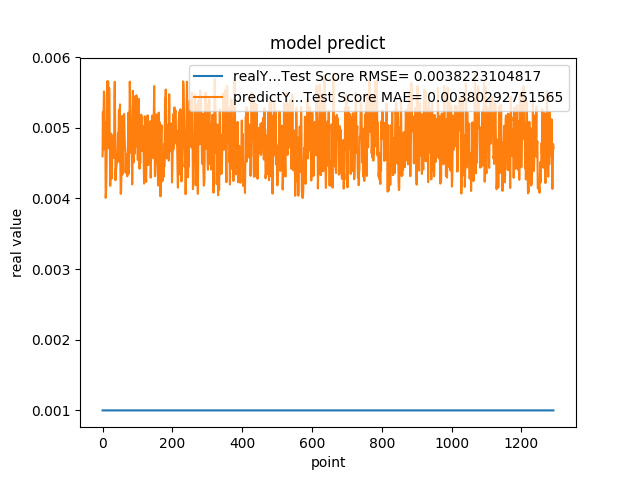 model predict
realY...Test Score RMSE= 0.0038223104817
predictY...Test Score MAE= 0.00380292751565
0.006
0.005
0.004
0.003
0.002
0.001
real value
0 200 400 600 800 1000 1200
point